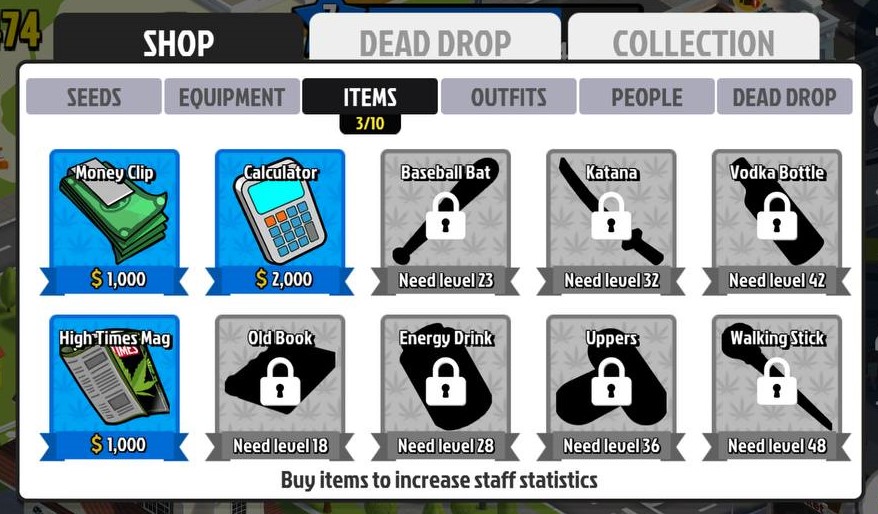 74
SHOP
DEAD DROP
COLLECTION
SEEDS
EQUIPMENT
ITEMS
OUTFITS
PEOPLE
DEAD DROP
3/10
Money Clip
Calculator
Baseball Bat
Katana
Vodka Bottle
$ 1,000
$ 2,000
Need level 23
Need level 32
Need level 42
High Times Mag
Old Book
Energy Drink
Uppers
Walking Stick
TIMES
$ 1,000
Need level 18
Need level 28
Need level 36
Need level 48
Buy items to increase staff statistics